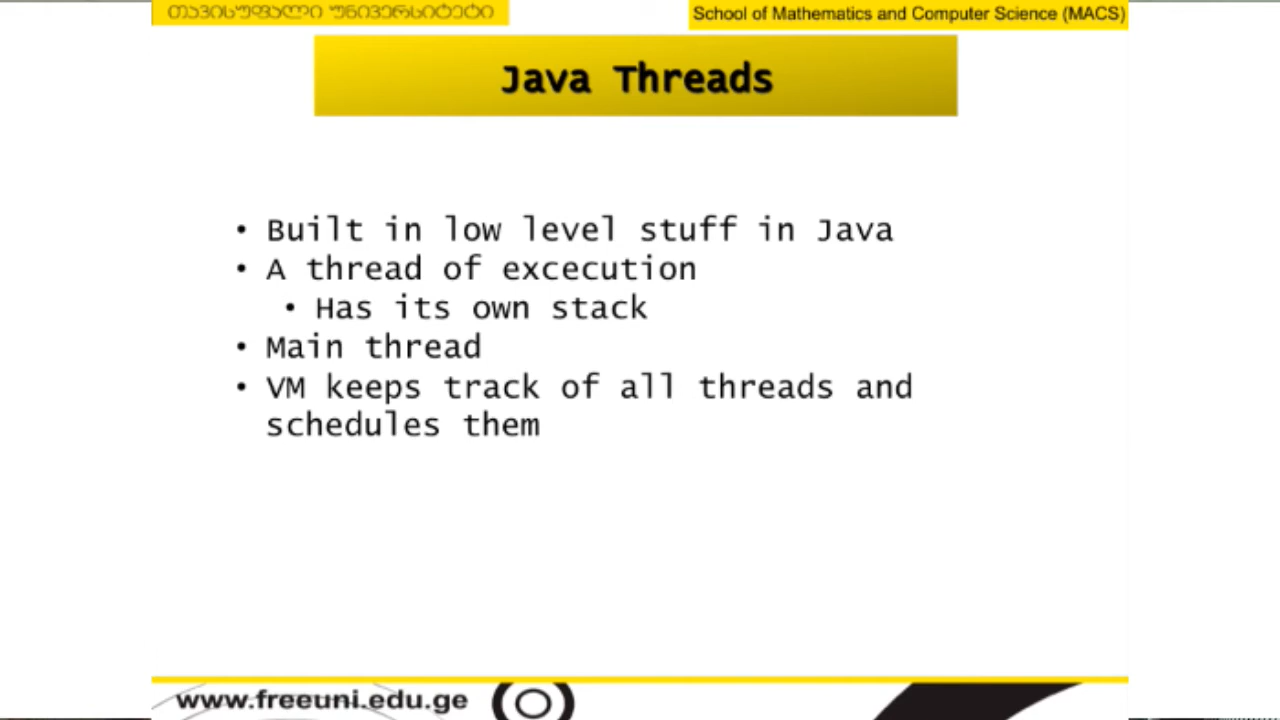 თავისუფალი უნივერსიტეტი
School of Mathematics and Computer Science (MACS)
Java Threads
• Built in low level stuff in Java
• A thread of excecution
• Has its own stack
• Main thread
• VM keeps track of all threads and
schedules them
www.freeuni.edu.ge